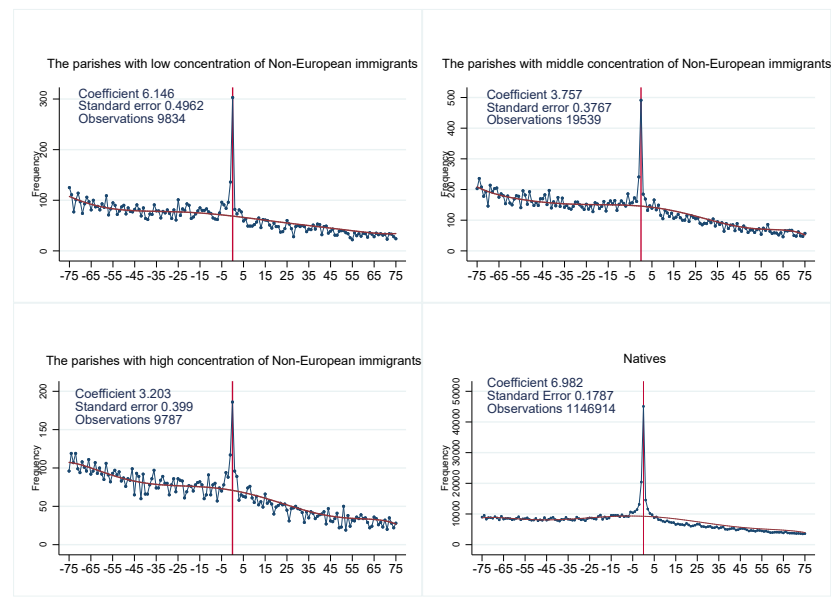 The parishes with low concentration of Non-European immigrants
Coefficient 6.146
Standard error 0.4962
Observations 9834
Frequency
300
200
100
0
-75 -65 -55 -45 -35 -25 -15 -5 5 15 25 35 45 55 65 75
The parishes with middle concentration of Non-European immigrants
Coefficient 3.757
Standard error 0.3767
Observations 19539
Frequency
500
400
300
200
100
0
-75 -65 -55 -45 -35 -25 -15 -5 5 15 25 35 45 55 65 75
The parishes with high concentration of Non-European immigrants
Coefficient 3.203
Standard error 0.399
Observations 9787
Frequency
200
150
100
50
0
-75 -65 -55 -45 -35 -25 -15 -5 5 15 25 35 45 55 65 75
Natives
Coefficient 6.982
Standard Error 0.1787
Observations 1146914
Frequency
50000
40000
30000
20000
10000
0
-75 -65 -55 -45 -35 -25 -15 -5 5 15 25 35 45 55 65 75